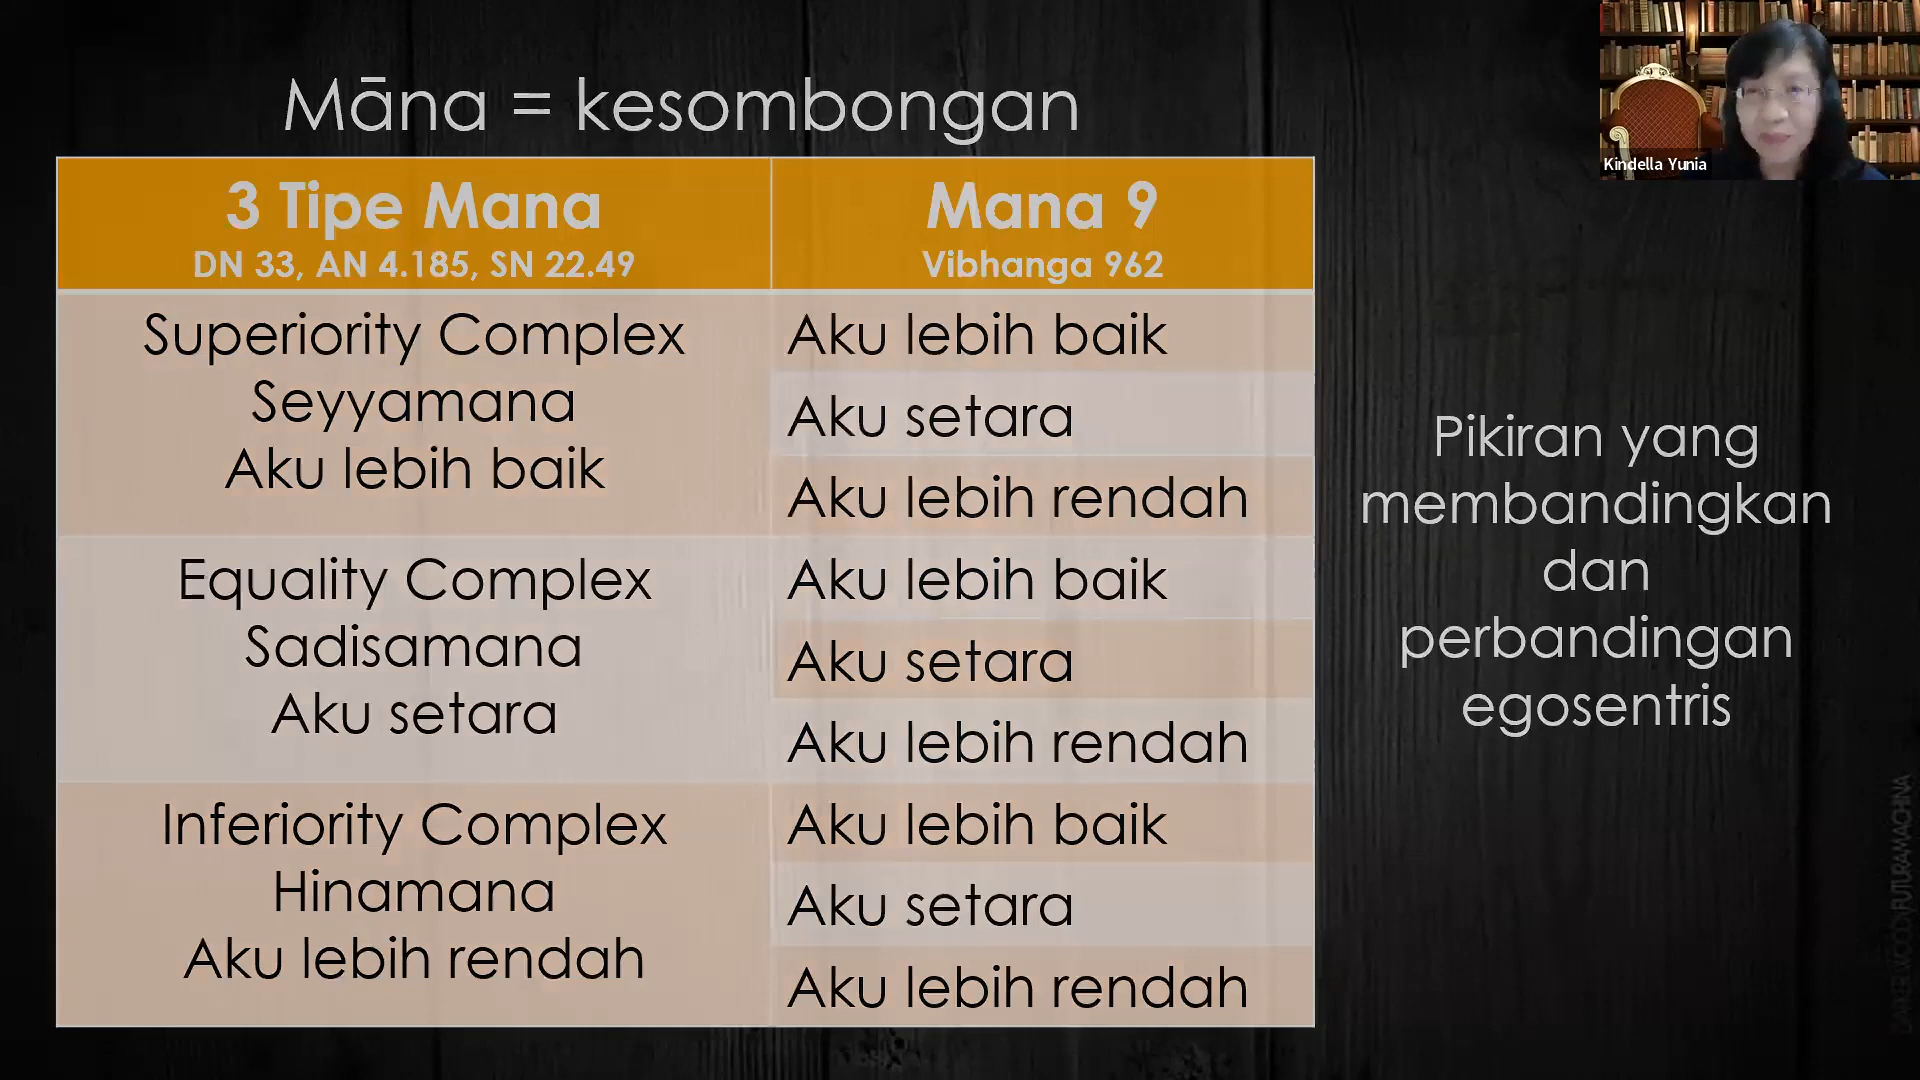 Māna = kesombongan
3 Tipe Mana
DN 33, AN 4.185, SN 22.49
Mana 9
Vibhanga 962
Superiority Complex
Seyyamana
Aku lebih baik
Aku lebih baik
Aku setara
Aku lebih rendah
Equality Complex
Sadisamana
Aku setara
Aku lebih baik
Aku setara
Aku lebih rendah
Inferiority Complex
Hinamana
Aku lebih rendah
Aku lebih baik
Aku setara
Aku lebih rendah
Pikiran yang
membandingkan
dan
perbandingan
egosentris
Kindella Yunia